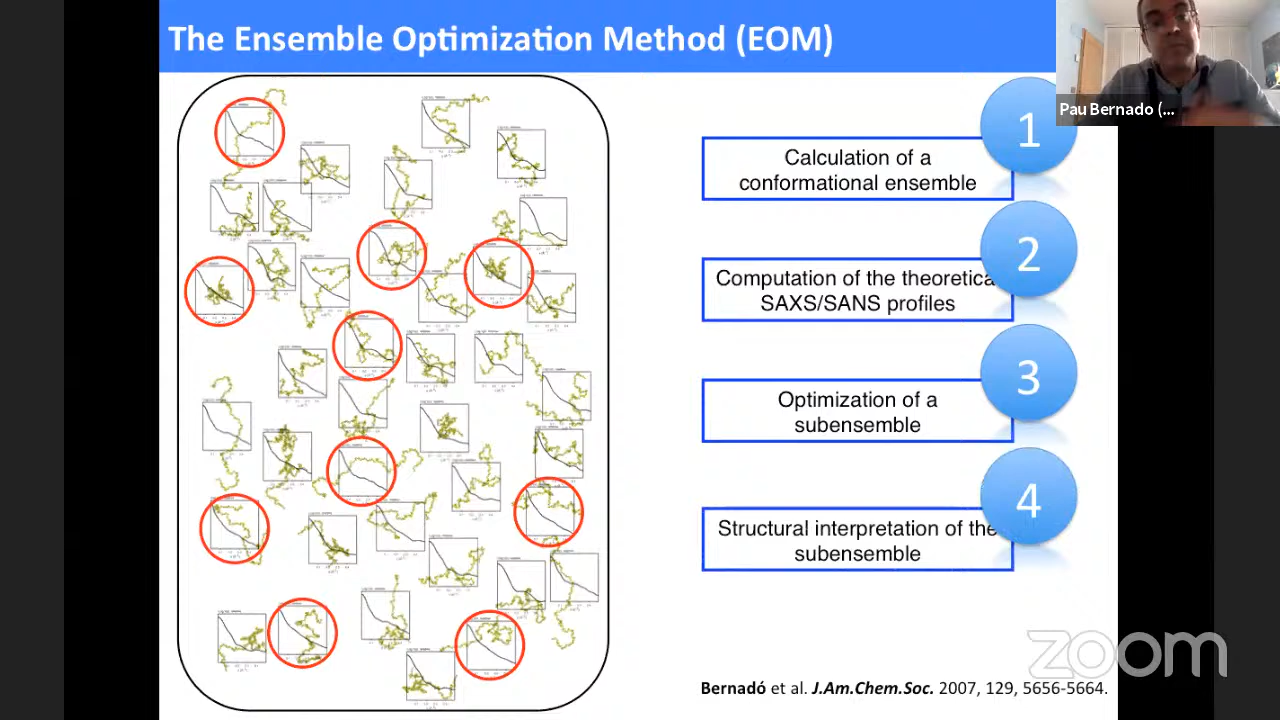 The Ensemble Optimization Method (EOM)
Pau Bernado (...
1
Calculation of a
conformational ensemble
2
Computation of the theoretica
SAXS/SANS profiles
3
Optimization of a
subensemble
4
Structural interpretation of the
subensemble
zoom
Bernadó et al. J.Am.Chem.Soc. 2007, 129, 5656-5664.